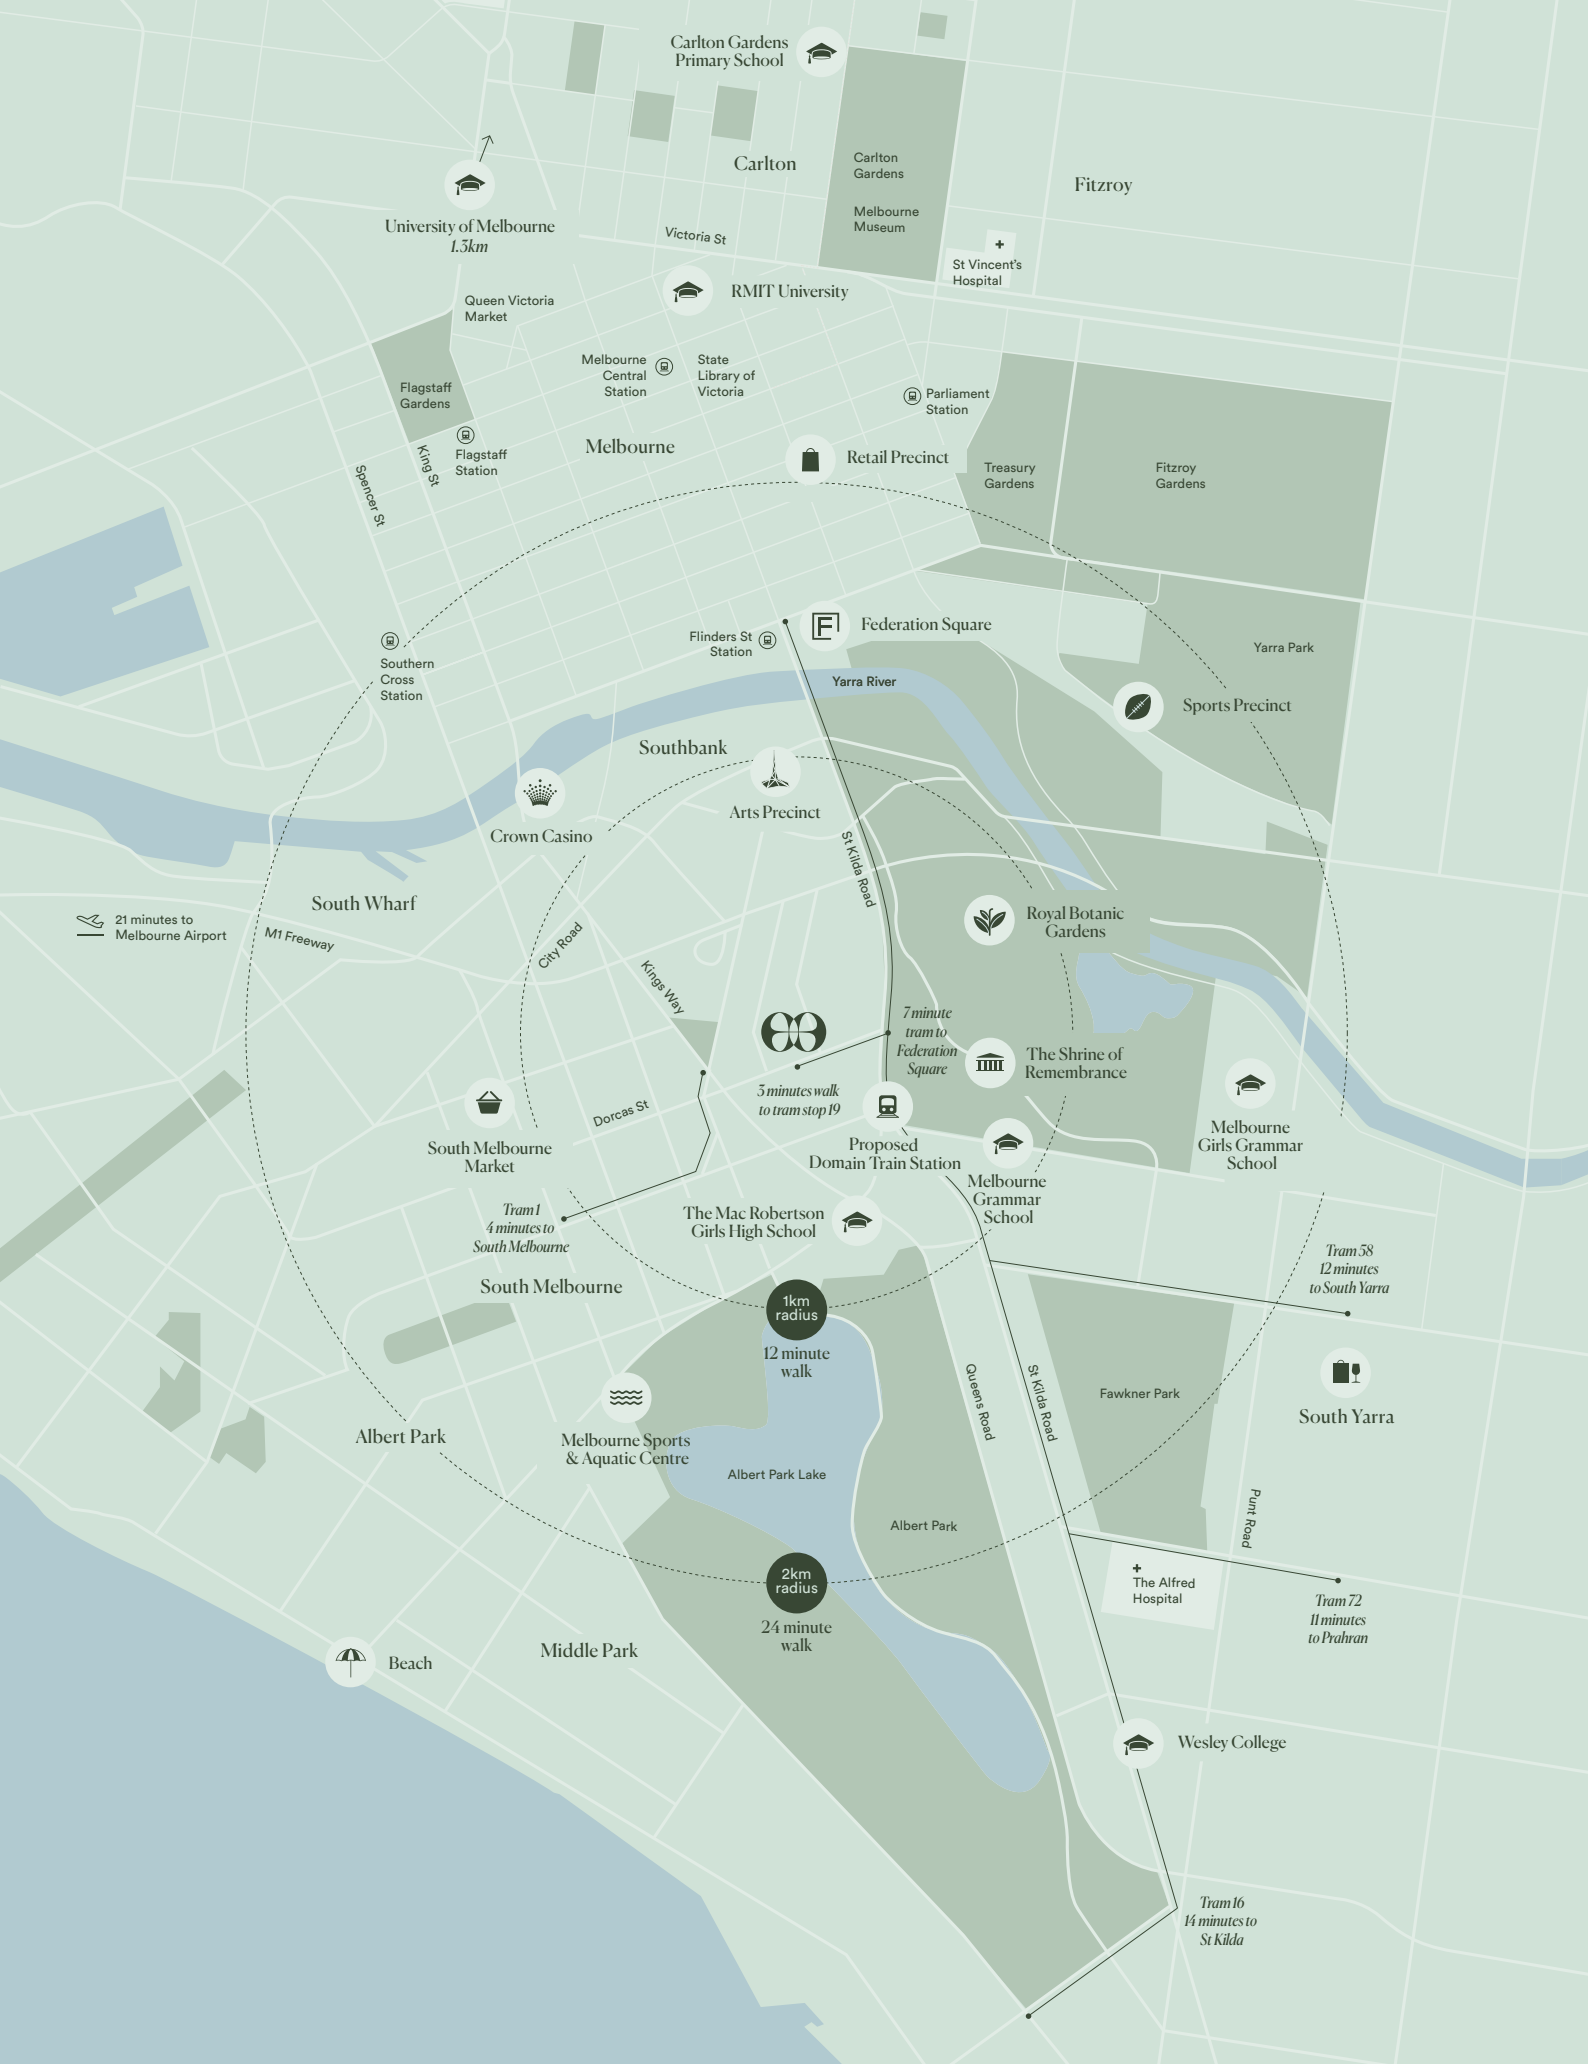 Carlton Gardens
Primary School
Carlton
Carlton
Gardens
Melbourne
Museum
Fitzroy
University of Melbourne
1.3km
Victoria St
St Vincent's
Hospital
RMIT University
Queen Victoria
Market
Melbourne
Central
Station
State
Library of
Victoria
Flagstaff
Gardens
Parliament
Station
Flagstaff
Station
King St
Spencer St
Melbourne
Retail Precinct
Treasury
Gardens
Fitzroy
Gardens
Flinders St
Station
Federation Square
Yarra Park
Southern
Cross
Station
Yarra River
Sports Precinct
Southbank
Arts Precinct
Crown Casino
St Kilda Road
South Wharf
21 minutes to
Melbourne Airport
M1 Freeway
City Road
Kings Way
Royal Botanic
Gardens
7 minute
tram to
Federation
Square
The Shrine of
Remembrance
3 minutes walk
to tram stop 19
Dorcas St
South Melbourne
Market
Proposed
Domain Train Station
Melbourne
Girls Grammar
School
Melbourne
Grammar
School
Tram 1
4 minutes to
South Melbourne
The Mac Robertson
Girls High School
Tram 58
12 minutes
to South Yarra
South Melbourne
1km
radius
12 minute
walk
Queens Road
St Kilda Road
Fawkner Park
South Yarra
Albert Park
Melbourne Sports
& Aquatic Centre
Albert Park Lake
Albert Park
Punt Road
2km
radius
24 minute
walk
The Alfred
Hospital
Tram 72
11 minutes
to Prahran
Middle Park
Beach
Wesley College
Tram 16
14 minutes to
St Kilda